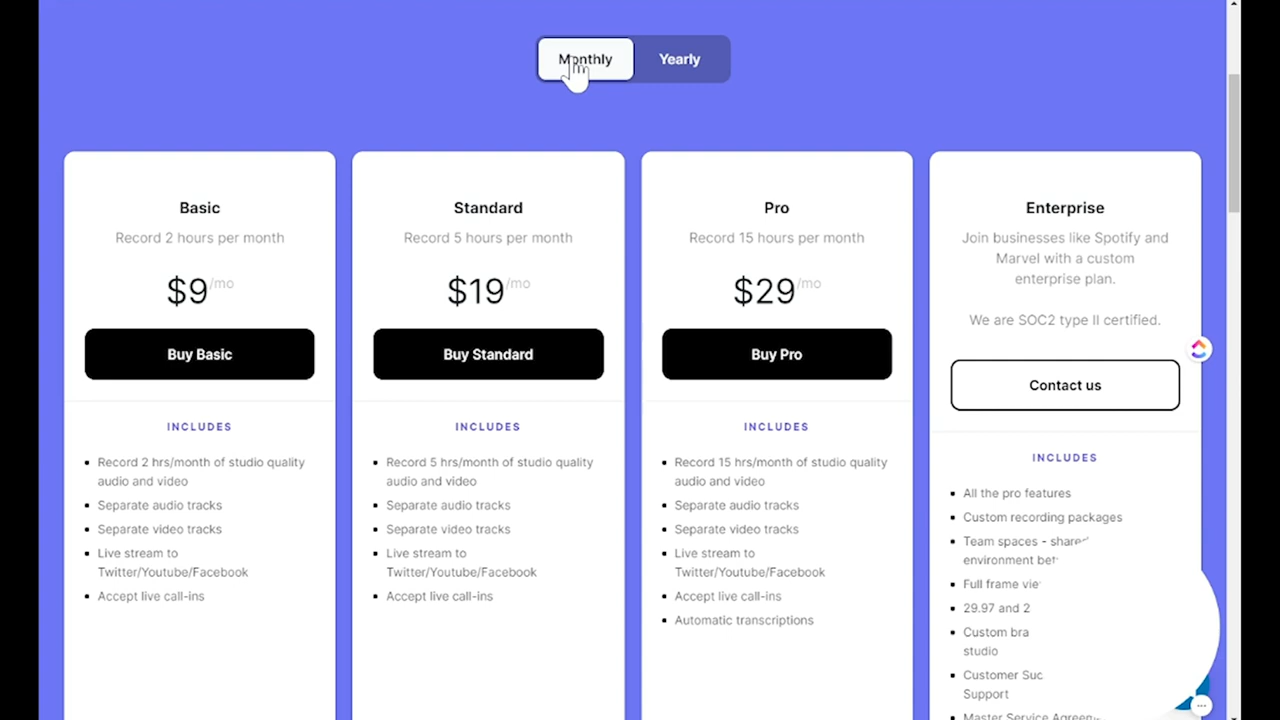 Monthly
Yearly
Basic
Record 2 hours per month
$9/mo
Buy Basic
INCLUDES
Record 2 hrs/month of studio quality
audio and video
Separate audio tracks
Separate video tracks
Live stream to
Twitter/Youtube/Facebook
Accept live call-ins
Standard
Record 5 hours per month
$19/mo
Buy Standard
INCLUDES
Record 5 hrs/month of studio quality
audio and video
Separate audio tracks
Separate video tracks
Live stream to
Twitter/Youtube/Facebook
Accept live call-ins
Pro
Record 15 hours per month
$29/mo
Buy Pro
INCLUDES
Record 15 hrs/month of studio quality
audio and video
Separate audio tracks
Separate video tracks
Live stream to
Twitter/Youtube/Facebook
Accept live call-ins
Automatic transcriptions
Enterprise
Join businesses like Spotify and
Marvel with a custom
enterprise plan.
We are SOC2 type II certified.
Contact us
INCLUDES
All the pro features
Custom recording packages
Team spaces - shared
environment
Full frame
29.97 and 2
Custom
studio
Customer
Support
Master Service